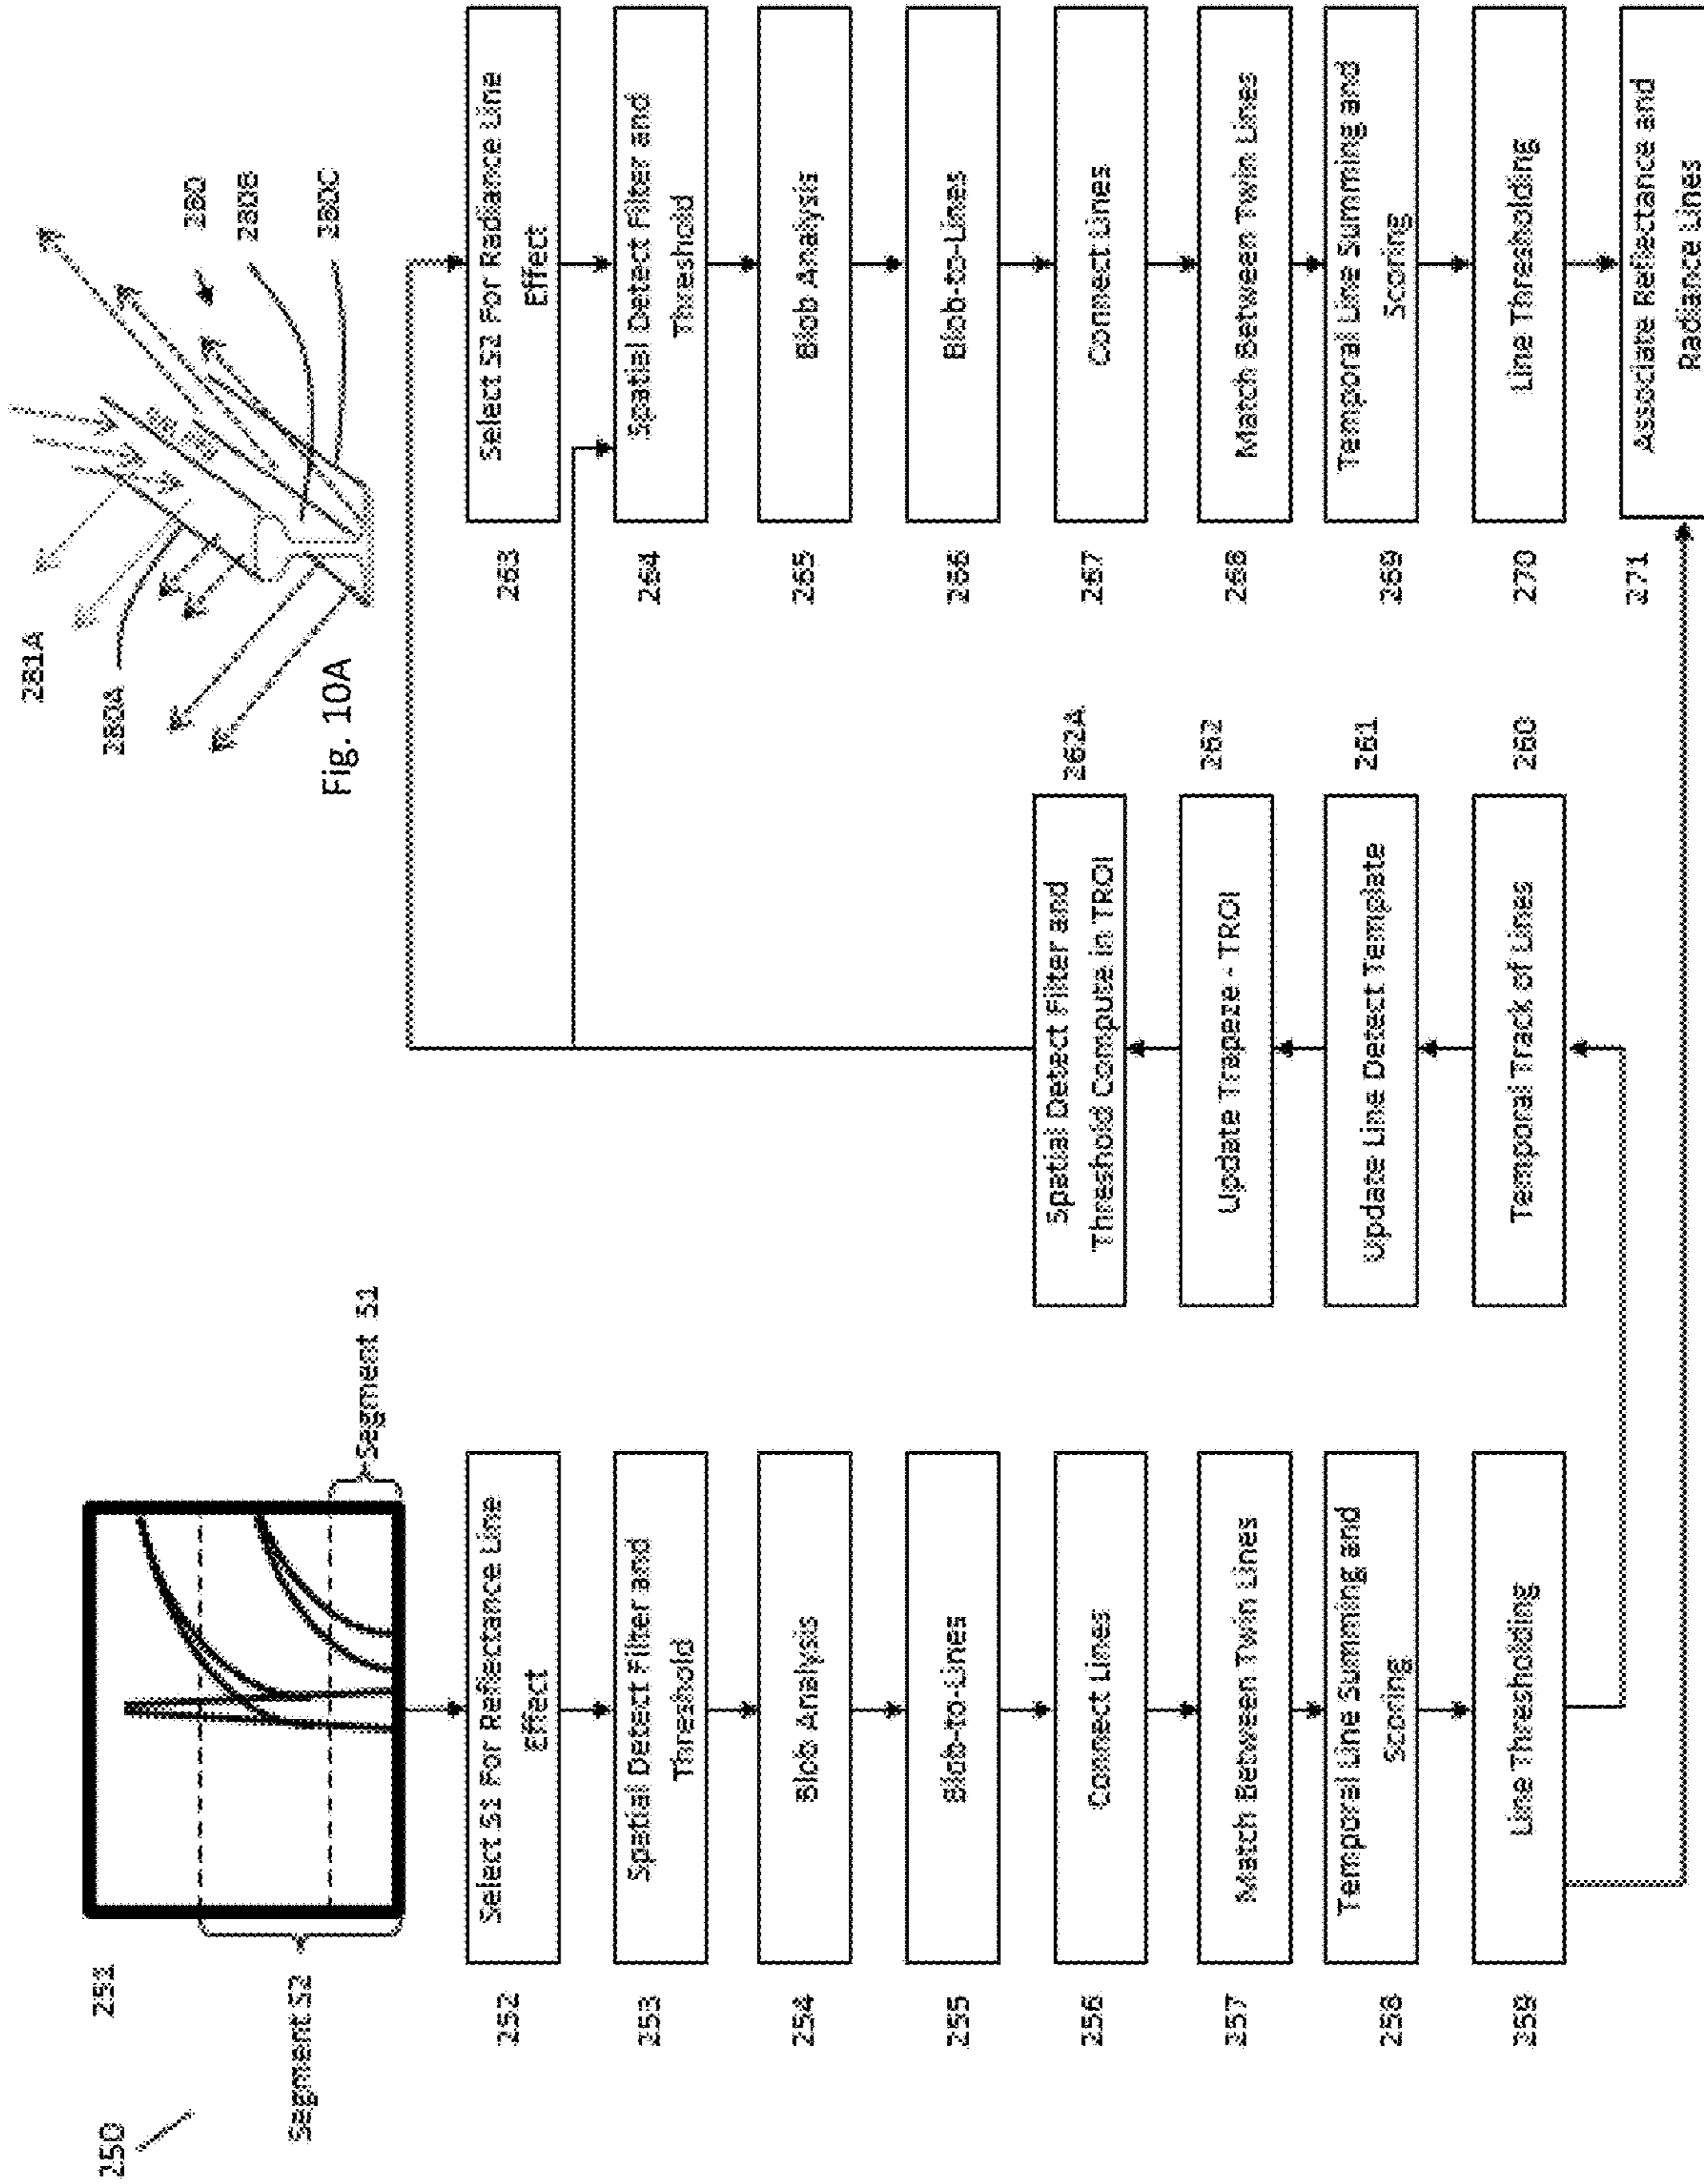 250
251
Segment S2
Segment S1
252
Select S1 For Reflectance Line
Effect
253
Spatial Detect Filter and
Threshold
254
Blob Analysis
255
Blob-to-Lines
256
Connect Lines
257
Match Between Twin Lines
258
Temporal Line Summing and
Scoring
259
Line Thresholding
260
Temporal Track of Lines
261
Update Line Detect Template
262
Update Trapeze - TROI
262A
Spatial Detect Filter and
Threshold Compute in TROI
281A
280A
280
280B
280C
Fig. 10A
263
Select S2 For Radiance Line
Effect
264
Spatial Detect Filter and
Threshold
265
Blob Analysis
266
Blob-to-Lines
267
Connect Lines
268
Match Between Twin Lines
269
Temporal Line Summing and
Scoring
270
Line Thresholding
271
Associate Reflectance and
Radiance Lines